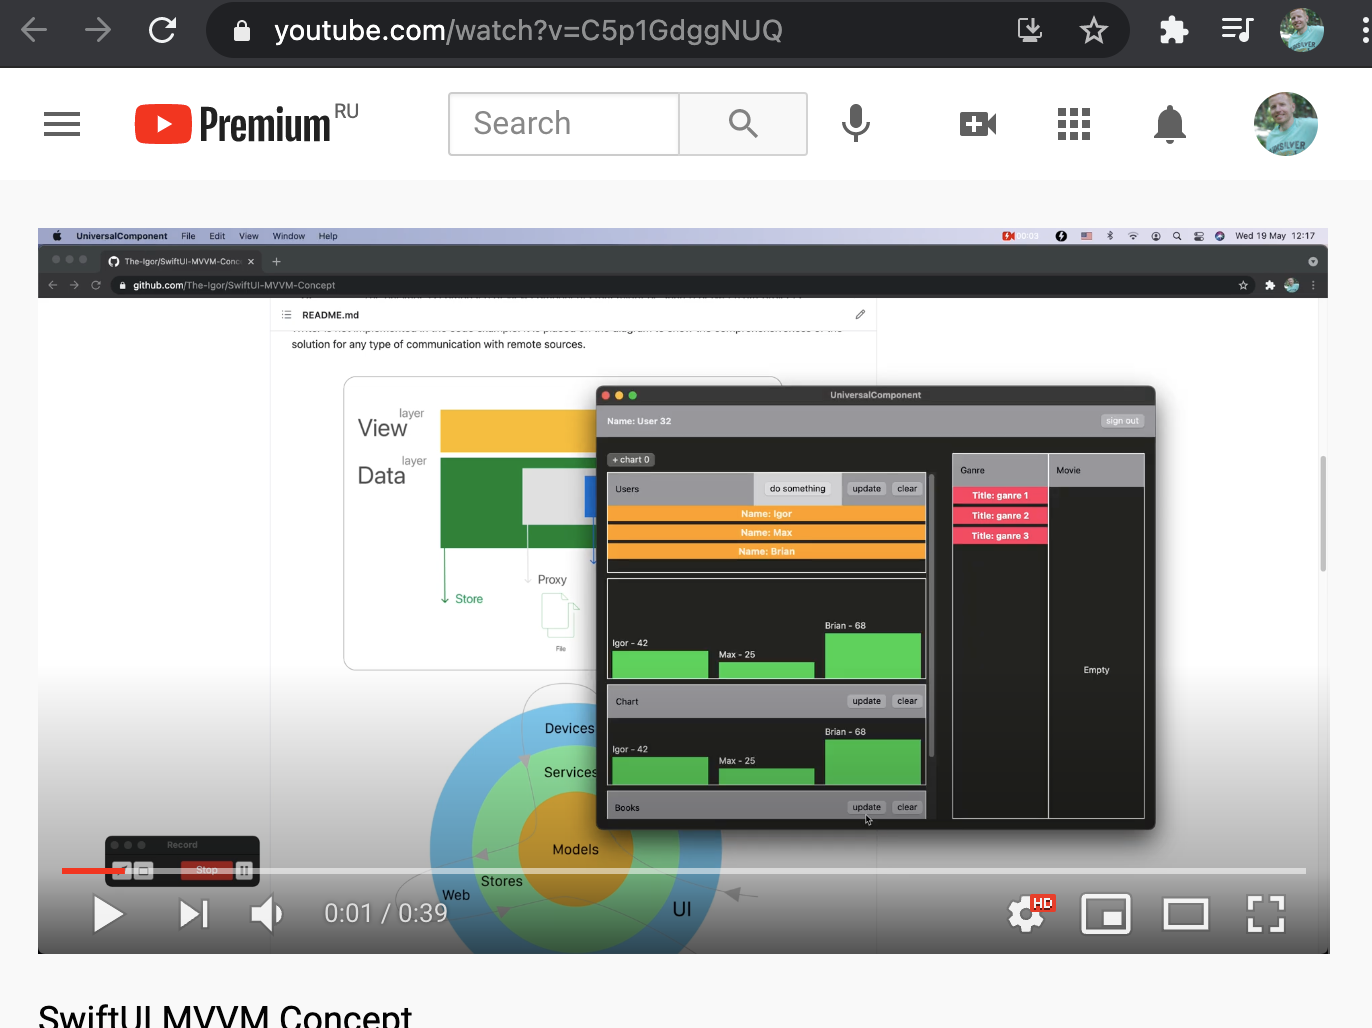 youtube.com/watch?v=C5p1GdggNUQ
Premium RU
Search
UniversalComponent File Edit View Window Help
00:03 Wed 19 May 12:17
The-Igor/SwiftUI-MVVM-Conc
github.com/The-Igor/SwiftUI-MVVM-Concept
README.md
solution for any type of communication with remote sources.
layer
View
layer
Data
Proxy
Store
File
Devices
Services
Models
Stores
Web
UI
UniversalComponent
Name: User 32 sign out
+ chart 0
Users do something update clear
Name: Igor
Name: Max
Name: Brian
Brian - 68
Igor - 42
Max - 25
Chart update clear
Brian - 68
Igor - 42
Max - 25
Books update clear
Genre Movie
Title: ganre 1
Title: ganre 2
Title: ganre 3
Empty
Record
Stop
0:01 / 0:39
HD
SwiftUI MVVM Concept